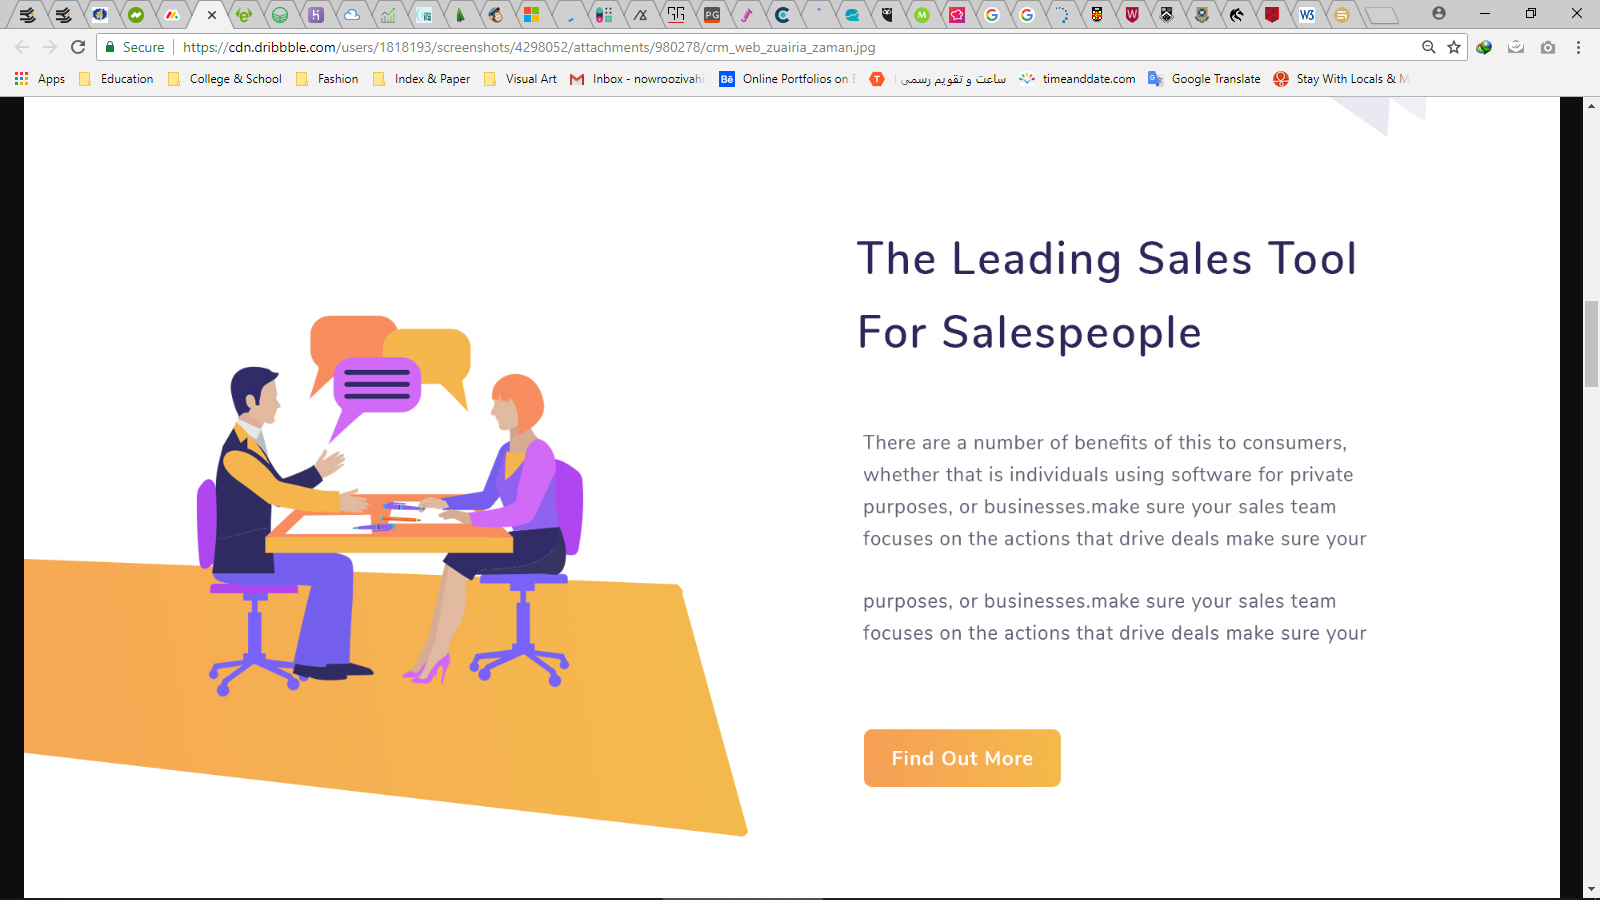 Secure
https://cdn.dribbble.com/users/1818193/screenshots/4298052/attachments/980278/crm_web_zuairia_zaman.jpg
Apps Education College & School Fashion Index & Paper Visual Art Inbox - nowroozivahi Online Portfolios on ساعت و تقویم رسمی timeanddate.com Google Translate Stay With Locals & M
The Leading Sales Tool
For Salespeople
There are a number of benefits of this to consumers,
whether that is individuals using software for private
purposes, or businesses.make sure your sales team
focuses on the actions that drive deals make sure your
purposes, or businesses.make sure your sales team
focuses on the actions that drive deals make sure your
Find Out More